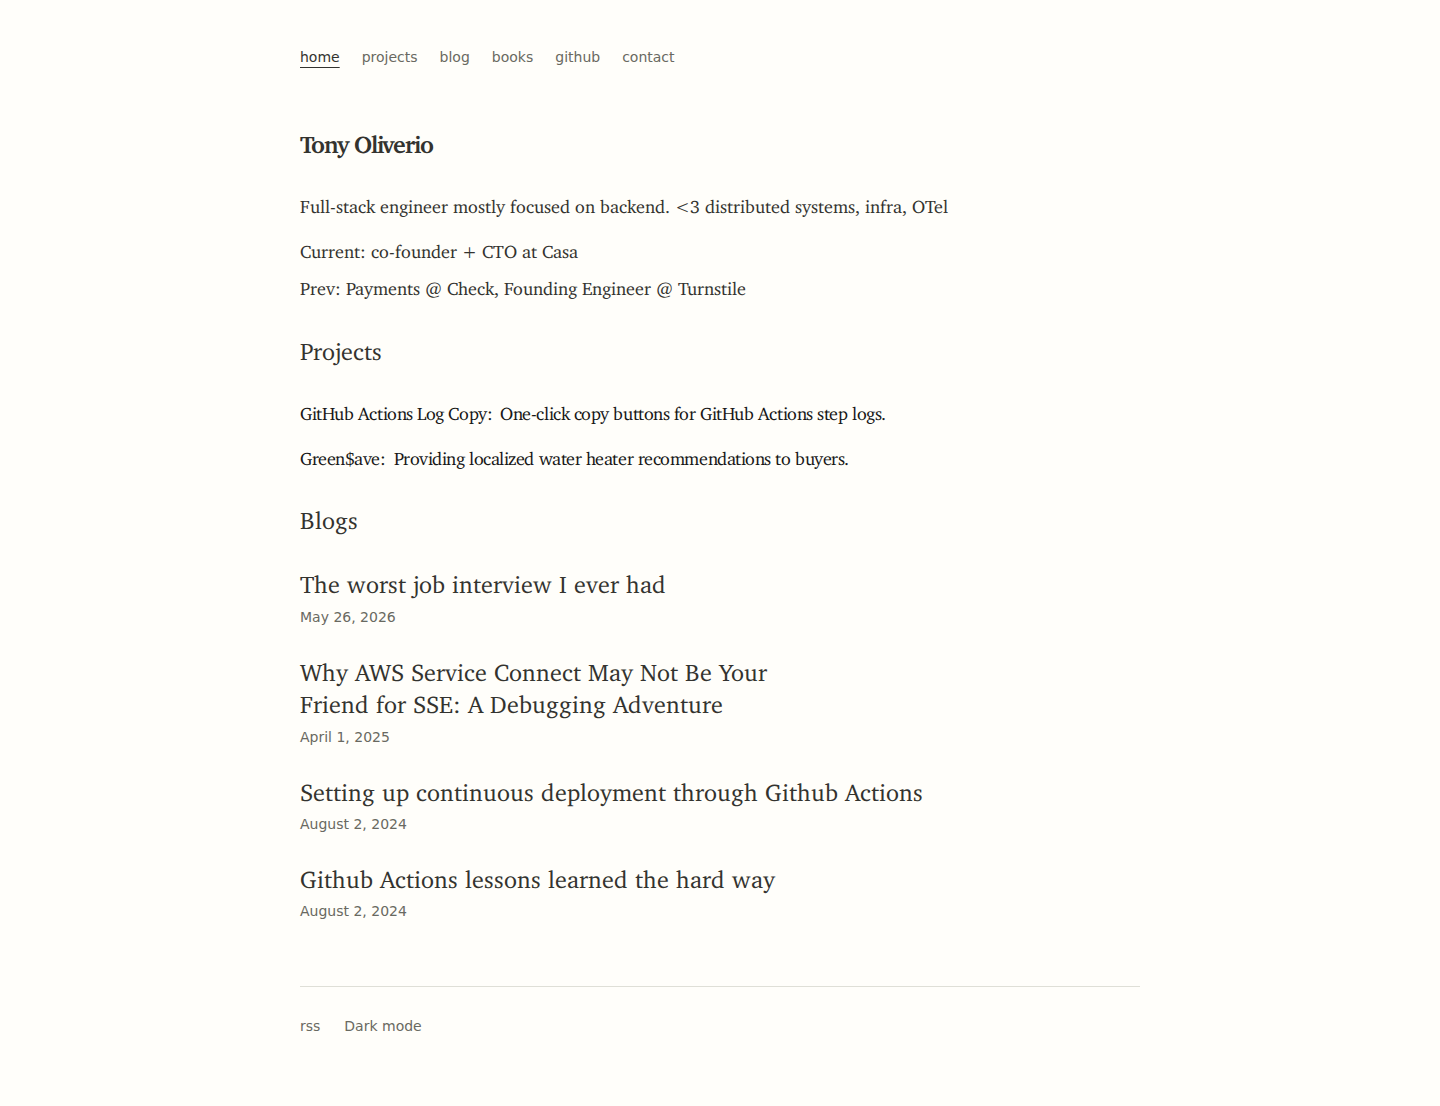 home projects blog books github contact
Tony Oliverio
Full-stack engineer mostly focused on backend. <3 distributed systems, infra, OTel
Current: co-founder + CTO at Casa
Prev: Payments @ Check, Founding Engineer @ Turnstile
Projects
GitHub Actions Log Copy: One-click copy buttons for GitHub Actions step logs.
Green$ave: Providing localized water heater recommendations to buyers.
Blogs
The worst job interview I ever had
May 26, 2026
Why AWS Service Connect May Not Be Your
Friend for SSE: A Debugging Adventure
April 1, 2025
Setting up continuous deployment through Github Actions
August 2, 2024
Github Actions lessons learned the hard way
August 2, 2024
rss Dark mode